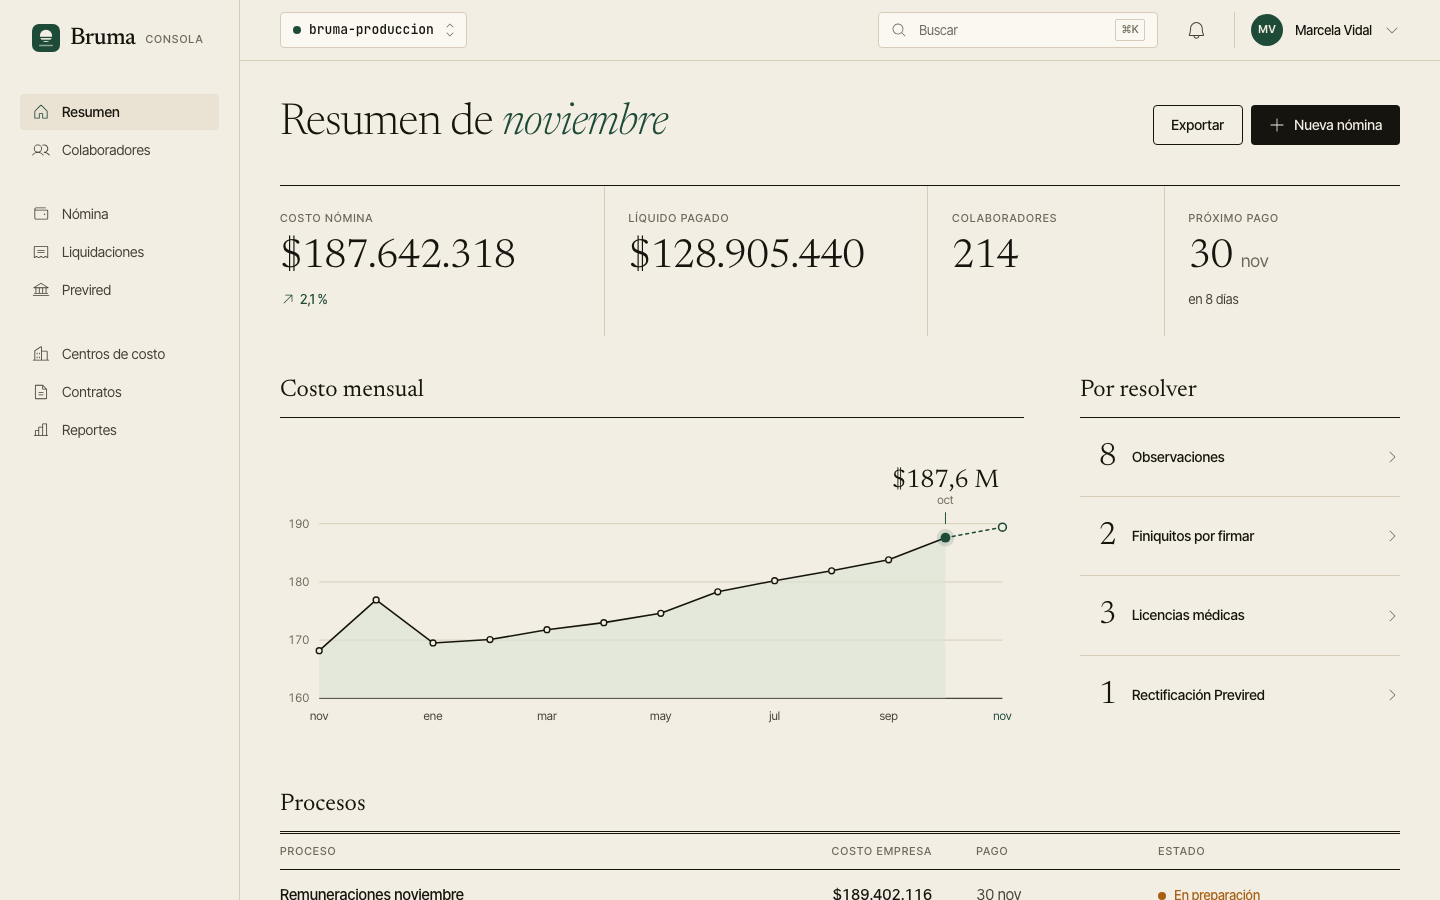 Bruma CONSOLA
bruma-produccion
Buscar
⌘K
MV
Marcela Vidal
Resumen
Colaboradores
Nómina
Liquidaciones
Previred
Centros de costo
Contratos
Reportes
Resumen de noviembre
Exportar
Nueva nómina
COSTO NÓMINA
$187.642.318
2,1%
LÍQUIDO PAGADO
$128.905.440
COLABORADORES
214
PRÓXIMO PAGO
30 nov
en 8 días
Costo mensual
$187,6 M
oct
190
180
170
160
nov ene mar may jul sep nov
Por resolver
8 Observaciones
2 Finiquitos por firmar
3 Licencias médicas
1 Rectificación Previred
Procesos
PROCESO COSTO EMPRESA PAGO ESTADO
Remuneraciones noviembre $189.402.116 30 nov En preparación